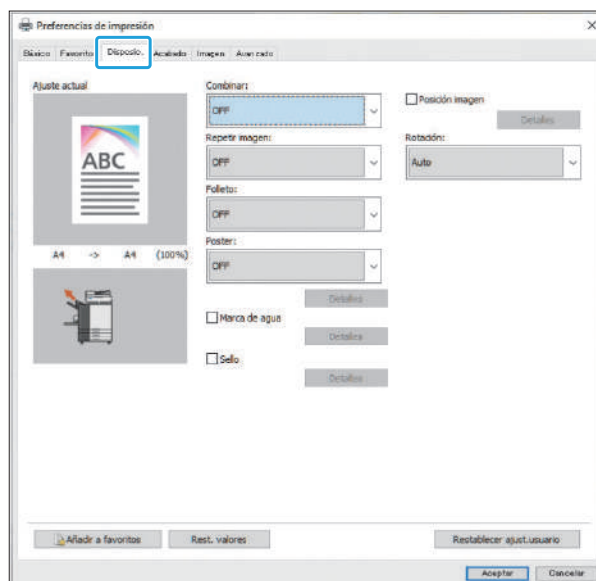 Preferencias de impresión
Básico Favorito Disposic. Acabado Imagen Avanzado
Ajuste actual
ABC
A4 -> A4 (100%)
Combinar:
OFF
Repetir imagen:
OFF
Folleto:
OFF
Poster:
OFF
Detalles
Marca de agua
Detalles
Sello
Detalles
Posición imagen
Detalles
Rotación:
Auto
Añadir a favoritos Rest. valores Restablecer ajust.usuario
Aceptar Cancelar